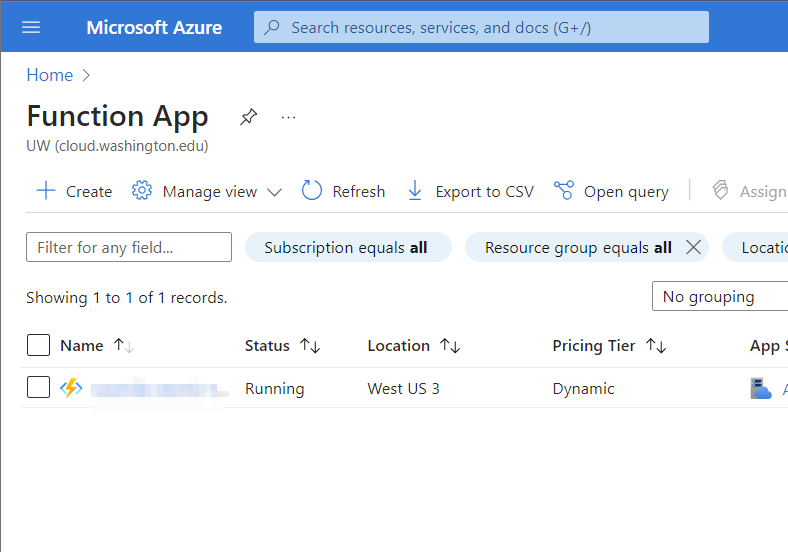 Microsoft Azure
Search resources, services, and docs (G+/)
Home
Function App
UW (cloud.washington.edu)
Create Manage view Refresh Export to CSV Open query Assign
Filter for any field... Subscription equals all Resource group equals all Locatio
Showing 1 to 1 of 1 records. No grouping
Name Status Location Pricing Tier App S
Running West US 3 Dynamic A